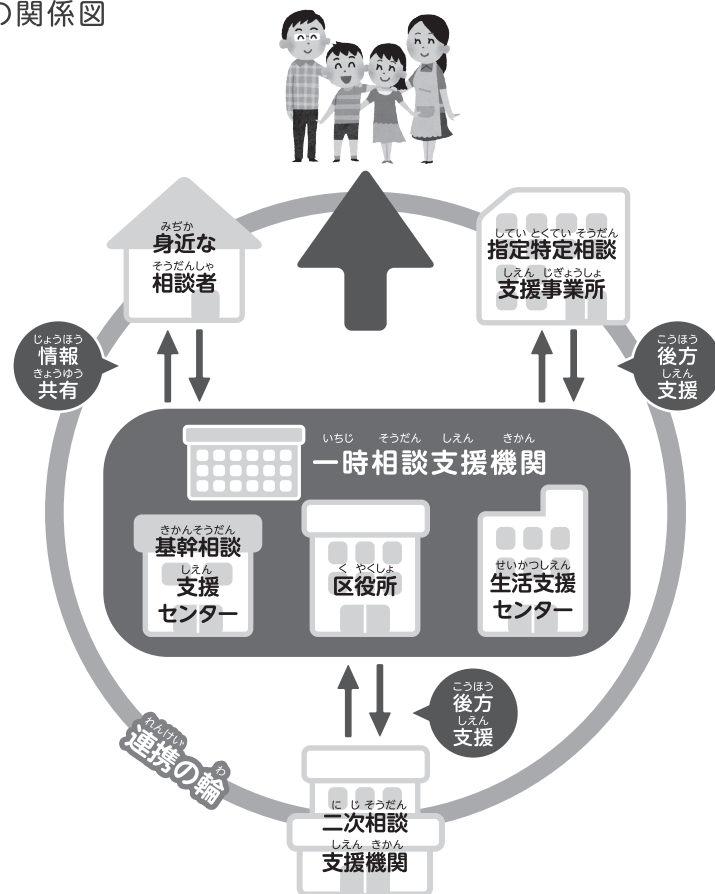 の関係図
みぢか
身近な
そうだんしゃ
相談者
してい とくてい そうだん
指定特定相談
しえん じぎょうしょ
支援事業所
じょうほう
情報
きょうゆう
共有
こうほう
後方
しえん
支援
いちじ そうだん しえん きかん
一時相談支援機関
きかんそうだん
基幹相談
しえん
支援
センター
く やくしょ
区役所
せいかつしえん
生活支援
センター
こうほう
後方
しえん
支援
れんけい わ
連携の輪
に じ そうだん
二次相談
しえん きかん
支援機関